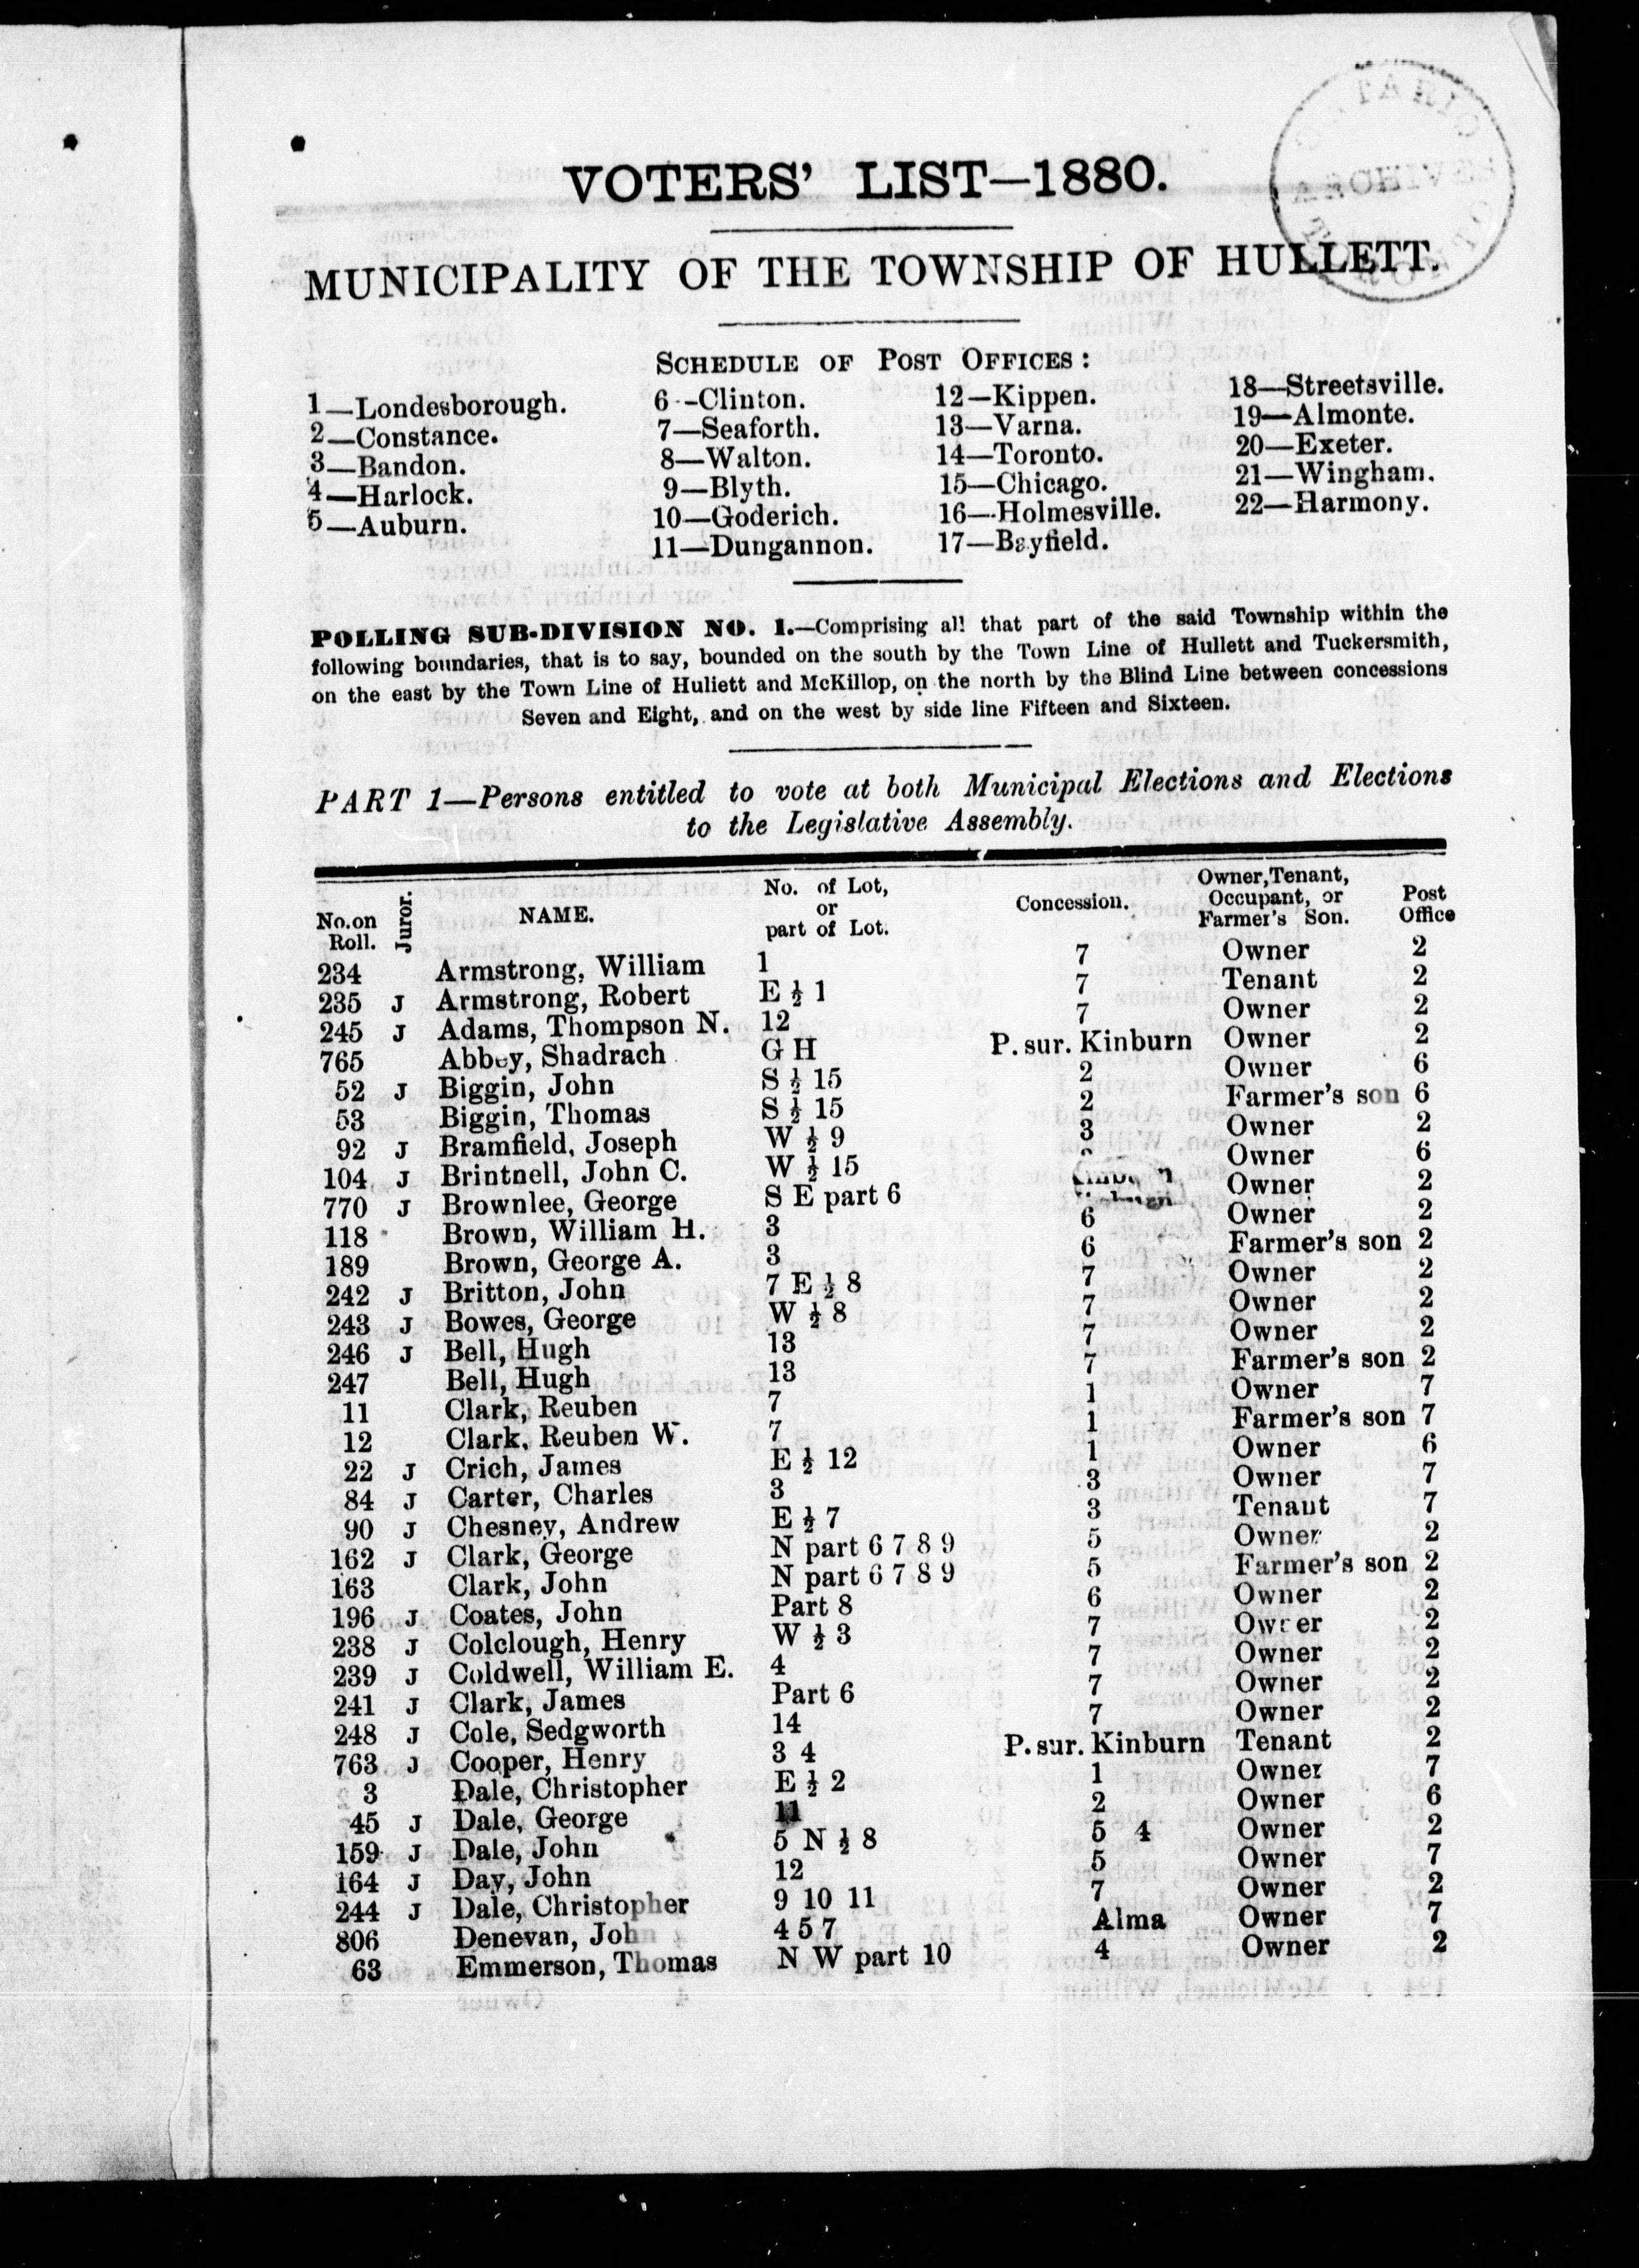 VOTERS' LIST—1880.
MUNICIPALITY OF THE TOWNSHIP OF HULLETT.
SCHEDULE OF POST OFFICES:
1—Londesborough. 6—Clinton. 12—Kippen. 18—Streetsville.
2—Constance. 7—Seaforth. 13—Varna. 19—Almonte.
3—Bandon. 8—Walton. 14—Toronto. 20—Exeter.
4—Harlock. 9—Blyth. 15—Chicago. 21—Wingham.
5—Auburn. 10—Goderich. 16—Holmesville. 22—Harmony.
11—Dungannon. 17—Bayfield.
POLLING SUB-DIVISION NO. 1.—Comprising all that part of the said Township within the
following boundaries, that is to say, bounded on the south by the Town Line of Hullett and Tuckersmith,
on the east by the Town Line of Hullett and McKillop, on the north by the Blind Line between concessions
Seven and Eight, and on the west by side line Fifteen and Sixteen.
PART 1—Persons entitled to vote at both Municipal Elections and Elections
to the Legislative Assembly.
No. on Roll. Juror. NAME. No. of Lot, or part of Lot. Concession. Owner, Tenant, Occupant, or Farmer's Son. Post Office
234 Armstrong, William 1 7 Owner 2
235 J Armstrong, Robert E ½ 1 7 Tenant 2
245 J Adams, Thompson N. 12 7 Owner 2
765 Abbey, Shadrach G H P. sur. Kinburn Owner 2
52 J Biggin, John S ½ 15 2 Owner 6
53 Biggin, Thomas S ½ 15 2 Farmer's son 6
92 J Bramfield, Joseph W ½ 9 3 Owner 2
104 J Brintnell, John C. W ½ 15 Owner 6
770 J Brownlee, George S E part 6 Owner 2
118 Brown, William H. 3 6 Owner 2
189 Brown, George A. 3 6 Farmer's son 2
242 J Britton, John 7 E ½ 8 7 Owner 2
243 J Bowes, George W ½ 8 7 Owner 2
246 J Bell, Hugh 13 7 Owner 2
247 Bell, Hugh 13 7 Farmer's son 2
11 Clark, Reuben 7 1 Owner 7
12 Clark, Reuben W. 7 1 Farmer's son 7
22 J Crich, James E ½ 12 1 Owner 6
84 J Carter, Charles 3 3 Owner 7
90 J Chesney, Andrew E ½ 7 3 Tenant 7
162 J Clark, George N part 6 7 8 9 5 Owner 2
163 Clark, John N part 6 7 8 9 5 Farmer's son 2
196 J Coates, John Part 8 6 Owner 2
238 J Colclough, Henry W ½ 3 7 Owner 2
239 J Coldwell, William E. 4 7 Owner 2
241 J Clark, James Part 6 7 Owner 2
248 J Cole, Sedgworth 14 7 Owner 2
763 J Cooper, Henry 3 4 P. sur. Kinburn Tenant 2
3 Dale, Christopher E ½ 2 1 Owner 7
45 J Dale, George 11 2 Owner 6
159 J Dale, John 5 N ½ 8 5 4 Owner 2
164 J Day, John 12 5 Owner 7
244 J Dale, Christopher 9 10 11 7 Owner 2
806 Denevan, John 4 5 7 Alma Owner 7
63 Emmerson, Thomas N W part 10 4 Owner 2